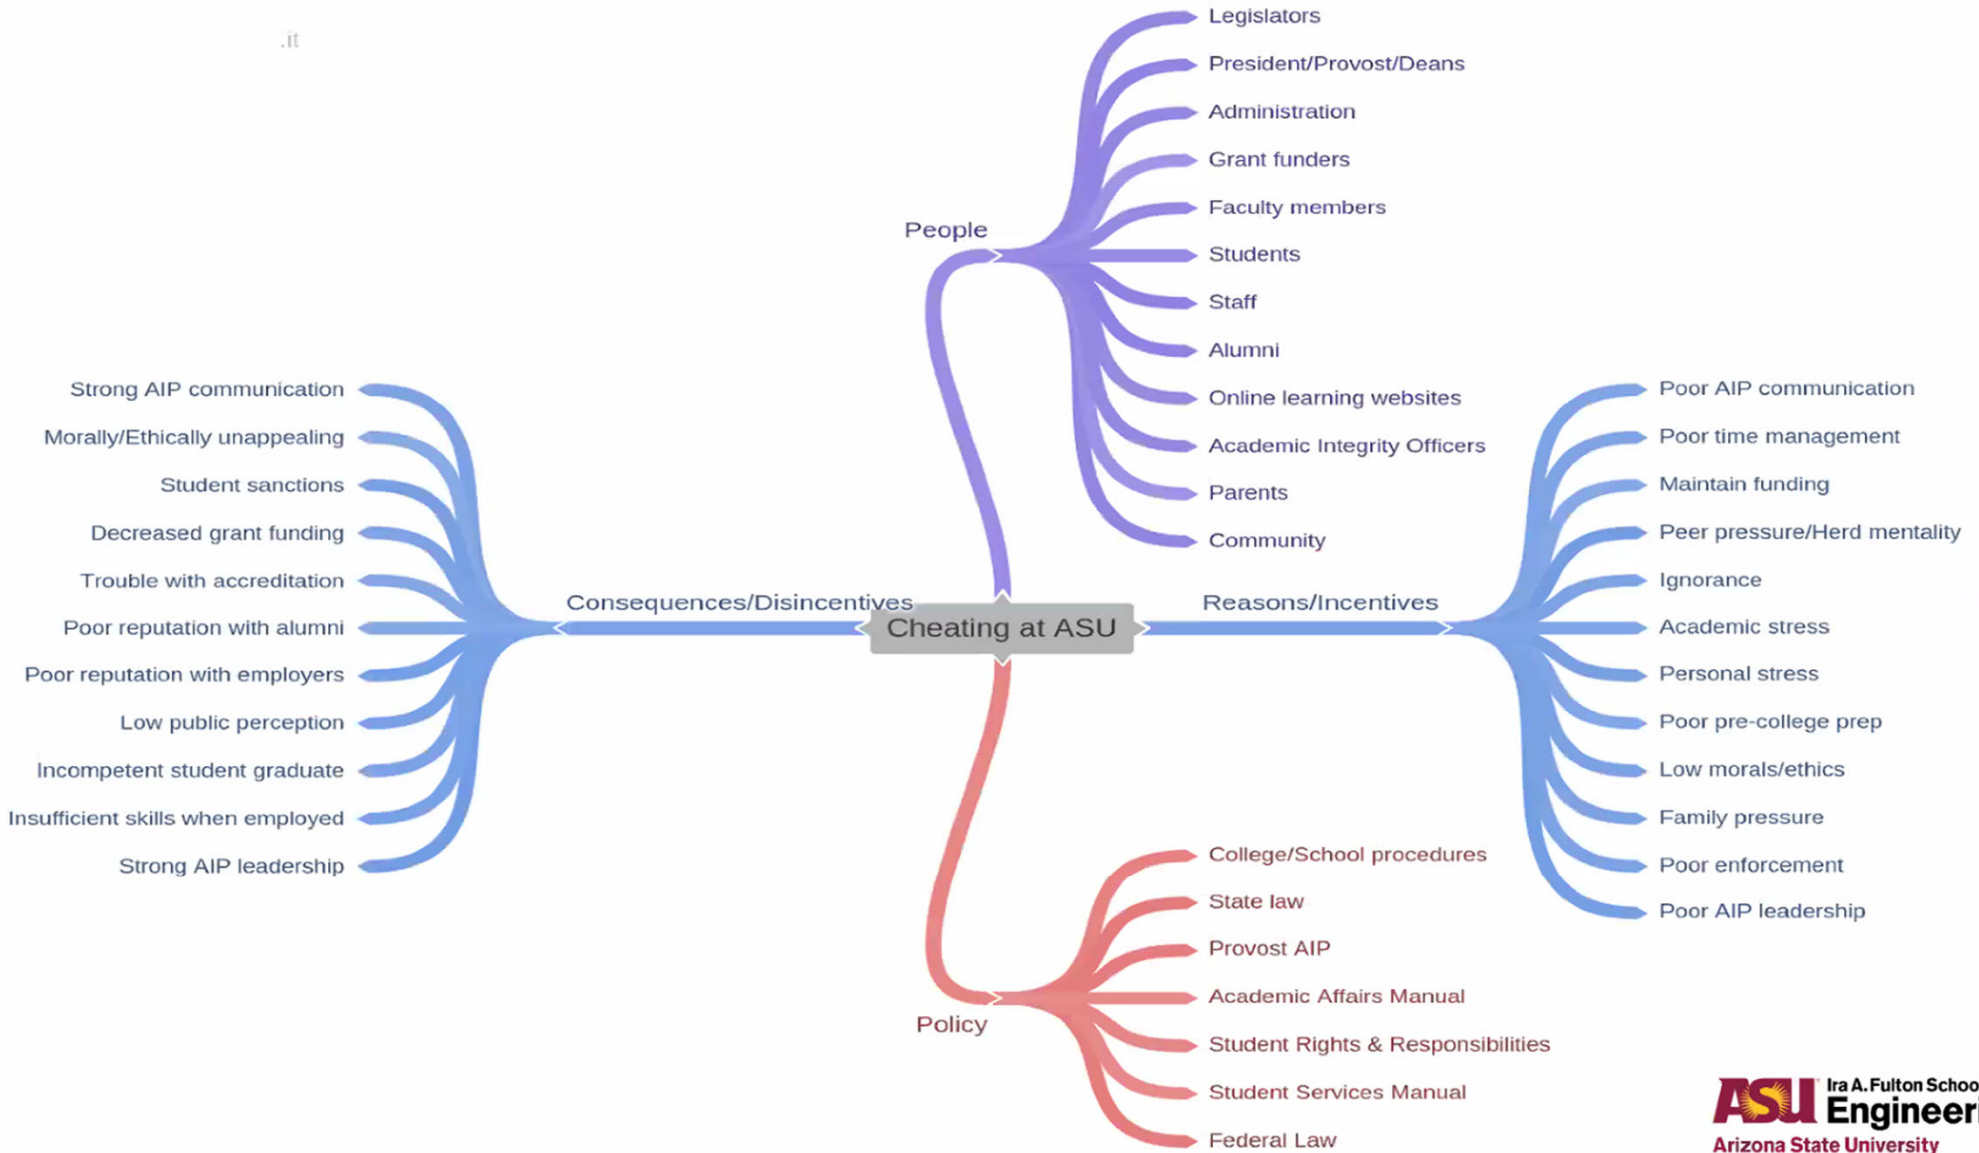 .it
Legislators
President/Provost/Deans
Administration
Grant funders
Faculty members
Students
Staff
Alumni
Online learning websites
Academic Integrity Officers
Parents
Community
People
Strong AIP communication
Morally/Ethically unappealing
Student sanctions
Decreased grant funding
Trouble with accreditation
Poor reputation with alumni
Poor reputation with employers
Low public perception
Incompetent student graduate
Insufficient skills when employed
Strong AIP leadership
Consequences/Disincentives
Cheating at ASU
Reasons/Incentives
Poor AIP communication
Poor time management
Maintain funding
Peer pressure/Herd mentality
Ignorance
Academic stress
Personal stress
Poor pre-college prep
Low morals/ethics
Family pressure
Poor enforcement
Poor AIP leadership
Policy
College/School procedures
State law
Provost AIP
Academic Affairs Manual
Student Rights & Responsibilities
Student Services Manual
Federal Law
ASU
Ira A. Fulton Schoo
Engineeri
Arizona State University